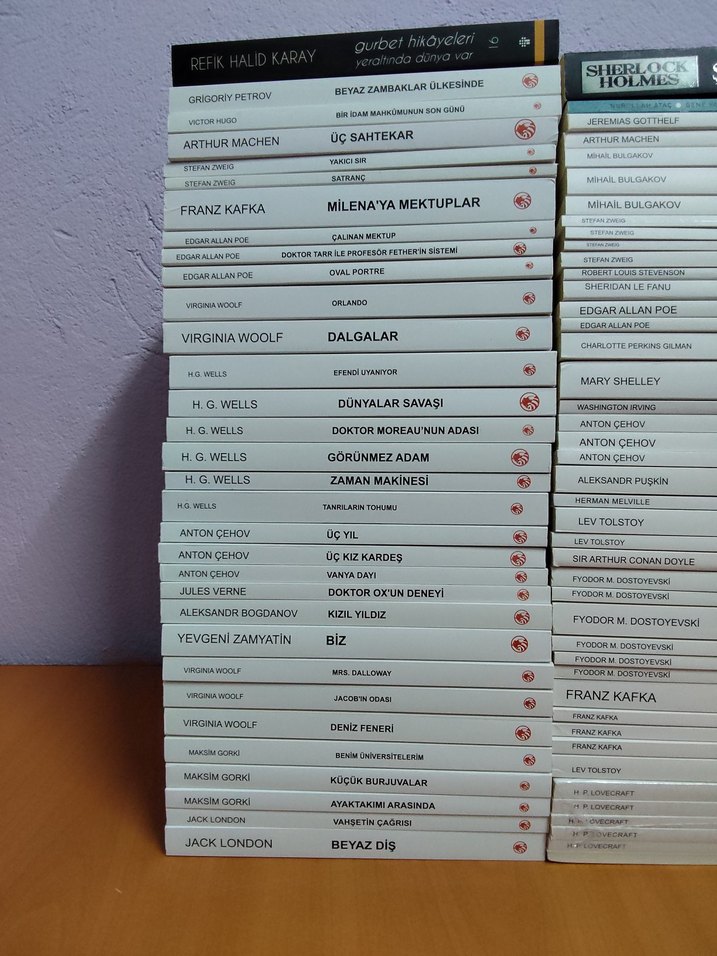 REFİK HALİD KARAY gurbet hikâyeleri
yeraltında dünya var 16
GRİGORİY PETROV BEYAZ ZAMBAKLAR ÜLKESİNDE
VICTOR HUGO BİR İDAM MAHKÛMUNUN SON GÜNÜ
ARTHUR MACHEN ÜÇ SAHTEKAR
STEFAN ZWEIG YAKICI SIR
STEFAN ZWEIG SATRANÇ
FRANZ KAFKA MİLENA'YA MEKTUPLAR
EDGAR ALLAN POE ÇALINAN MEKTUP
EDGAR ALLAN POE DOKTOR TARR İLE PROFESÖR FETHER'İN SİSTEMİ
EDGAR ALLAN POE OVAL PORTRE
VIRGINIA WOOLF ORLANDO
VIRGINIA WOOLF DALGALAR
H.G. WELLS EFENDİ UYANIYOR
H. G. WELLS DÜNYALAR SAVAŞI
H. G. WELLS DOKTOR MOREAU'NUN ADASI
H. G. WELLS GÖRÜNMEZ ADAM
H. G. WELLS ZAMAN MAKİNESİ
H.G. WELLS TANRILARIN TOHUMU
ANTON ÇEHOV ÜÇ YIL
ANTON ÇEHOV ÜÇ KIZ KARDEŞ
ANTON ÇEHOV VANYA DAYI
JULES VERNE DOKTOR OX'UN DENEYİ
ALEKSANDR BOGDANOV KIZIL YILDIZ
YEVGENİ ZAMYATİN BİZ
VIRGINIA WOOLF MRS. DALLOWAY
VIRGINIA WOOLF JACOB'IN ODASI
VIRGINIA WOOLF DENİZ FENERİ
MAKSİM GORKİ BENİM ÜNİVERSİTELERİM
MAKSİM GORKİ KÜÇÜK BURJUVALAR
MAKSİM GORKİ AYAKTAKIMI ARASINDA
JACK LONDON VAHŞETİN ÇAĞRISI
JACK LONDON BEYAZ DİŞ
SHERLOCK
HOLMES
NURULLAH ATAÇ
JEREMIAS GOTTHELF
ARTHUR MACHEN
MİHAİL BULGAKOV
MİHAİL BULGAKOV
MİHAİL BULGAKOV
STEFAN ZWEIG
STEFAN ZWEIG
STEFAN ZWEIG
STEFAN ZWEIG
ROBERT LOUIS STEVENSON
SHERIDAN LE FANU
EDGAR ALLAN POE
EDGAR ALLAN POE
CHARLOTTE PERKINS GILMAN
MARY SHELLEY
WASHINGTON IRVING
ANTON ÇEHOV
ANTON ÇEHOV
ANTON ÇEHOV
ALEKSANDR PUŞKİN
HERMAN MELVILLE
LEV TOLSTOY
LEV TOLSTOY
SIR ARTHUR CONAN DOYLE
FYODOR M. DOSTOYEVSKİ
FYODOR M. DOSTOYEVSKİ
FYODOR M. DOSTOYEVSKİ
FYODOR M. DOSTOYEVSKİ
FYODOR M. DOSTOYEVSKİ
FYODOR M. DOSTOYEVSKİ
FRANZ KAFKA
FRANZ KAFKA
FRANZ KAFKA
FRANZ KAFKA
LEV TOLSTOY
H. P. LOVECRAFT
H. P. LOVECRAFT
H. P. LOVECRAFT
H. P. LOVECRAFT
H. P. LOVECRAFT